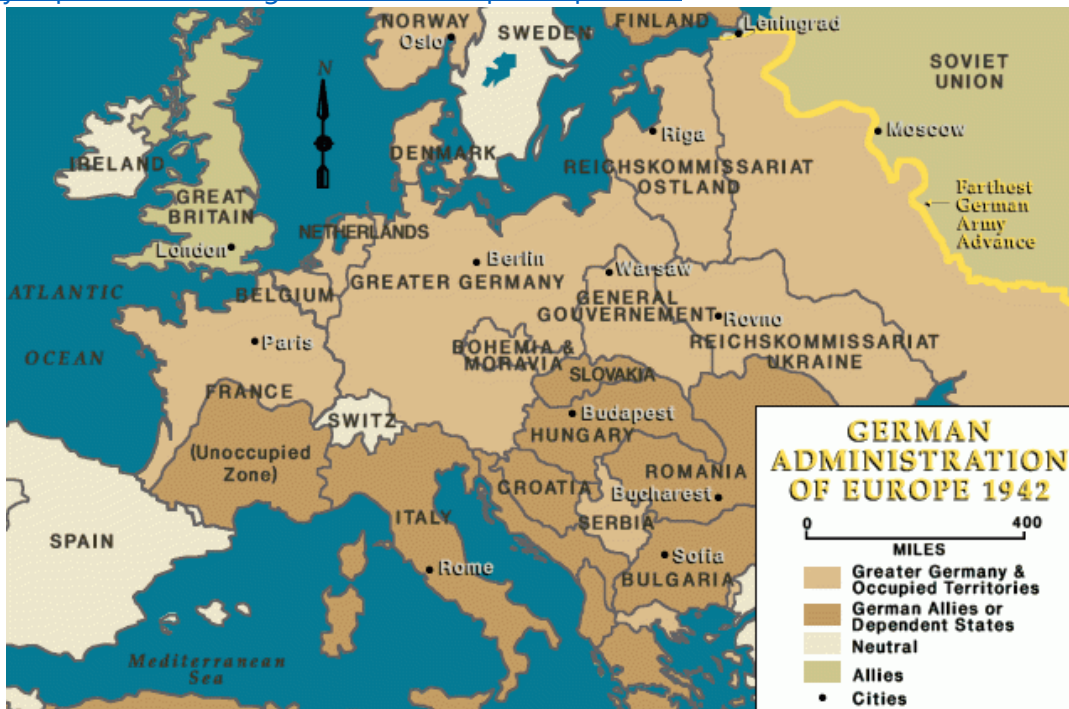 NORWAY
Oslo
SWEDEN
FINLAND
Leningrad
SOVIET
UNION
N
Riga
Moscow
IRELAND
DENMARK
REICHSKOMMISSARIAT
OSTLAND
GREAT
BRITAIN
Farthest
German
Army
Advance
NETHERLANDS
London
Berlin
Warsaw
ATLANTIC
OCEAN
BELGIUM
GREATER GERMANY
GENERAL
GOUVERNEMENT
Rovno
Paris
BOHEMIA &
MORAVIA
REICHSKOMMISSARIAT
UKRAINE
SLOVAKIA
FRANCE
SWITZ
Budapest
HUNGARY
(Unoccupied
Zone)
ROMANIA
CROATIA
Bucharest
SERBIA
ITALY
SPAIN
Rome
Sofia
BULGARIA
Mediterranean
Sea
GERMAN
ADMINISTRATION
OF EUROPE 1942
0 400
MILES
Greater Germany &
Occupied Territories
German Allies or
Dependent States
Neutral
Allies
Cities